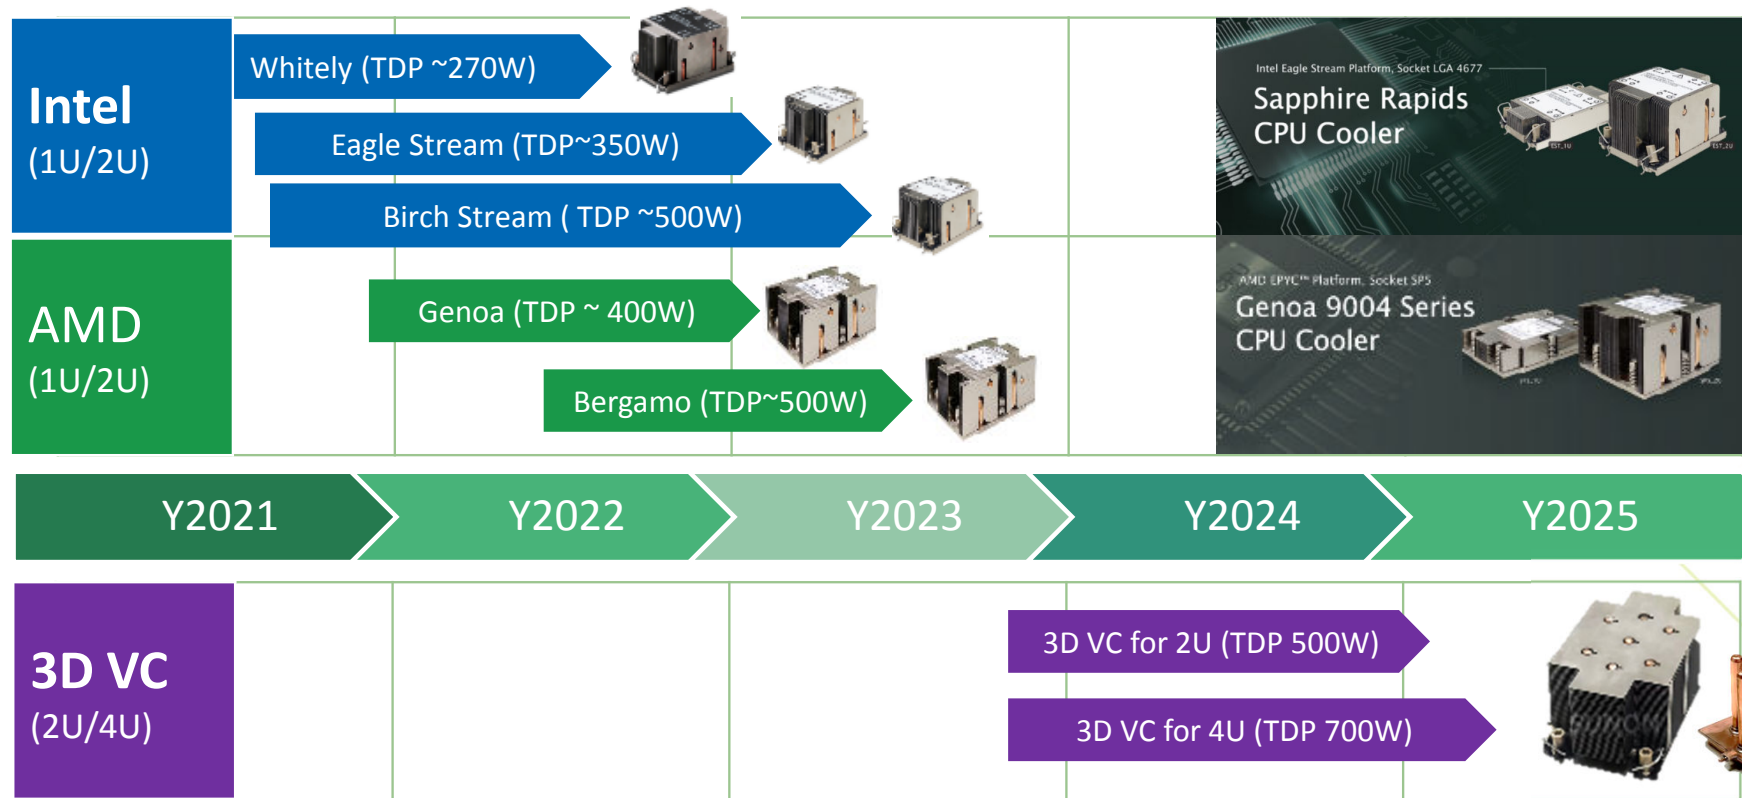 Intel
(1U/2U)
Whitely (TDP ~270W)
Eagle Stream (TDP~350W)
Birch Stream ( TDP ~500W)
Intel Eagle Stream Platform, Socket LGA 4677
Sapphire Rapids
CPU Cooler
EST_1U
EST_2U
AMD
(1U/2U)
Genoa (TDP ~ 400W)
Bergamo (TDP~500W)
AMD EPYC™ Platform, Socket SP5
Genoa 9004 Series
CPU Cooler
Y2021
Y2022
Y2023
Y2024
Y2025
3D VC
(2U/4U)
3D VC for 2U (TDP 500W)
3D VC for 4U (TDP 700W)